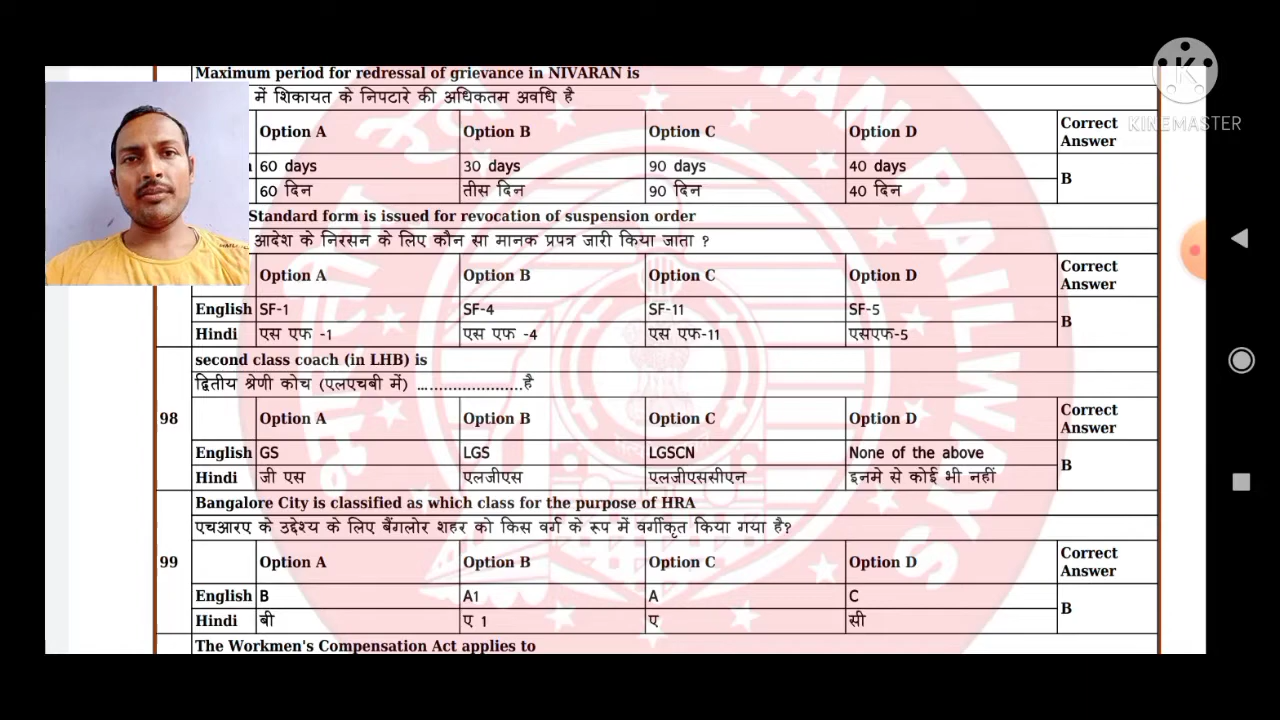 Maximum period for redressal of grievance in NIVARAN is
में शिकायत के निपटारे की अधिकतम अवधि है
Option A Option B Option C Option D Correct Answer
60 days 30 days 90 days 40 days B
60 दिन तीस दिन 90 दिन 40 दिन
Standard form is issued for revocation of suspension order
आदेश के निरसन के लिए कौन सा मानक प्रपत्र जारी किया जाता ?
Option A Option B Option C Option D Correct Answer
English SF-1 SF-4 SF-11 SF-5 B
Hindi एस एफ -1 एस एफ -4 एस एफ-11 एसएफ-5
second class coach (in LHB) is
द्वितीय श्रेणी कोच (एलएचबी में) ........................है
98 Option A Option B Option C Option D Correct Answer
English GS LGS LGSCN None of the above B
Hindi जी एस एलजीएस एलजीएससीएन इनमे से कोई भी नहीं
Bangalore City is classified as which class for the purpose of HRA
एचआरए के उद्देश्य के लिए बैंगलोर शहर को किस वर्ग के रूप में वर्गीकृत किया गया है?
99 Option A Option B Option C Option D Correct Answer
English B A1 A C B
Hindi बी ए 1 ए सी
The Workmen's Compensation Act applies to
K
KINEMASTER
INDIAN RAILWAYS